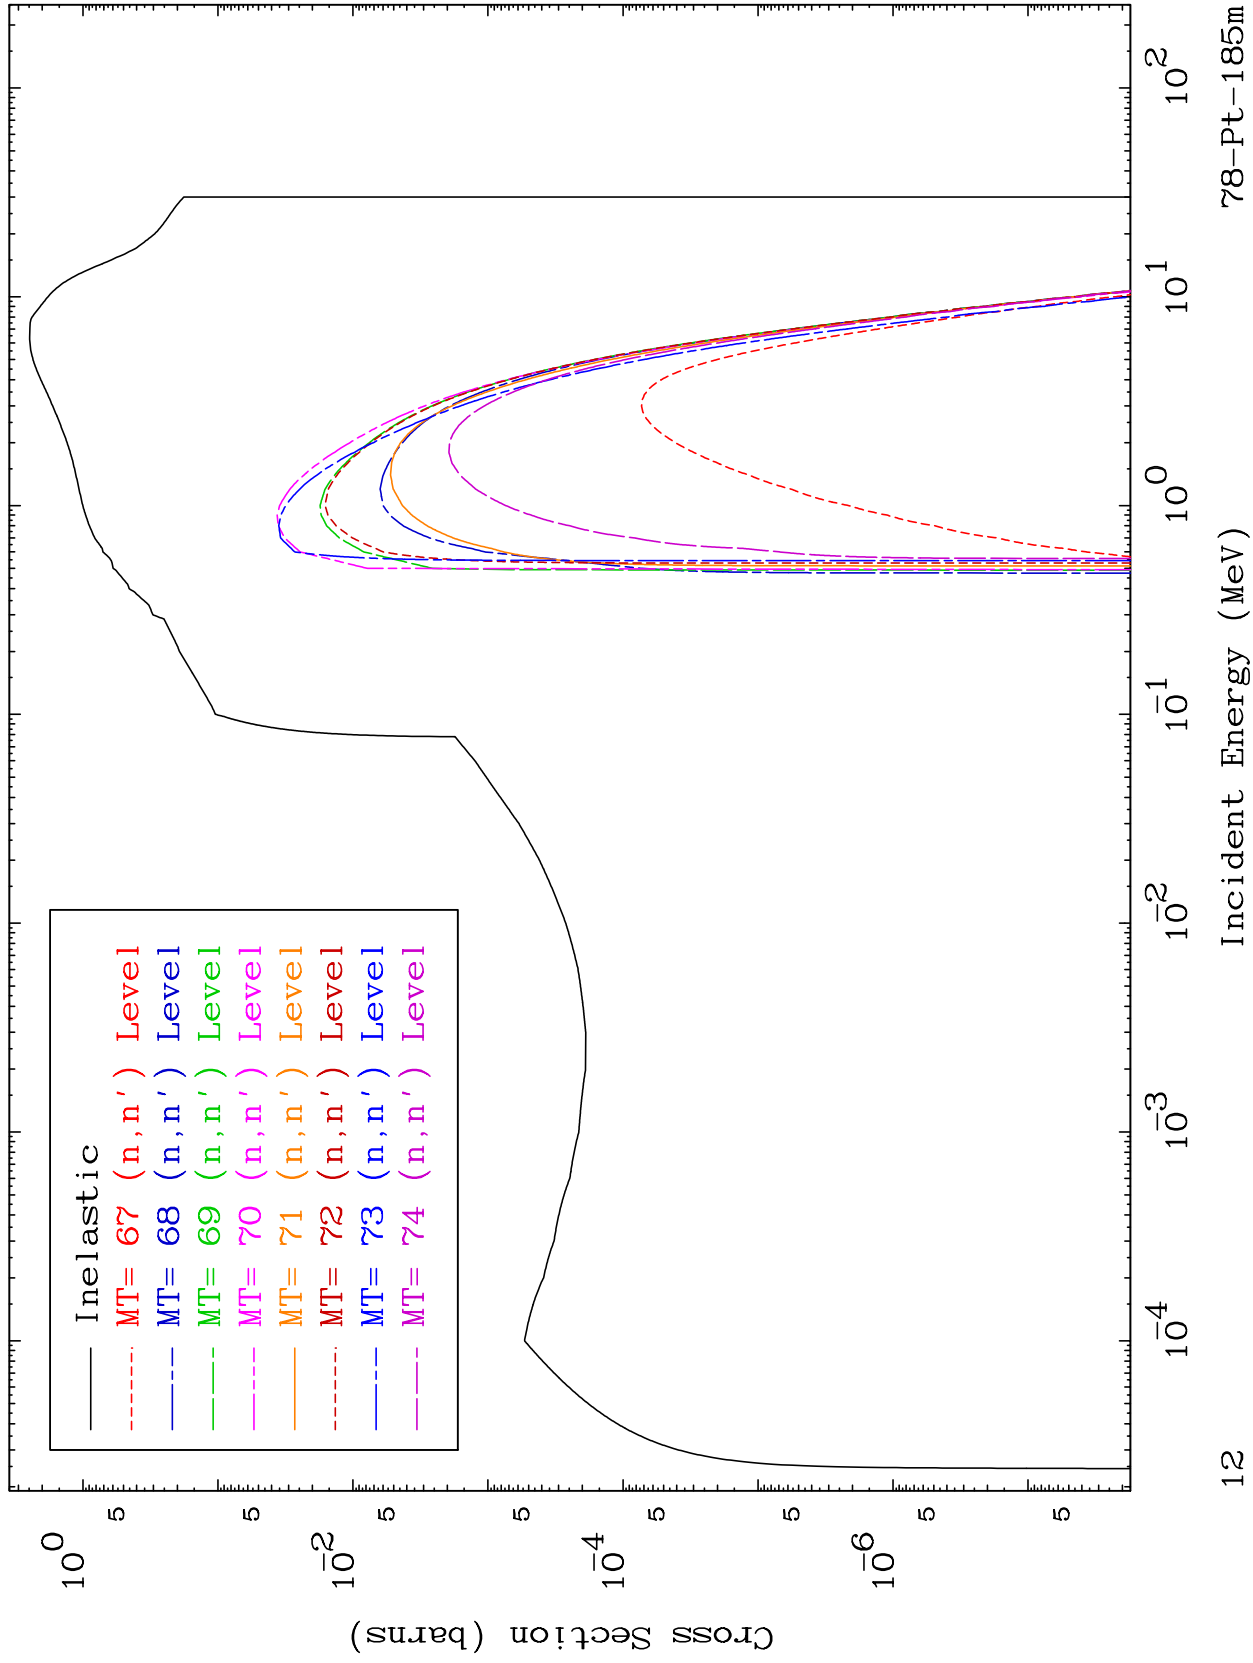 Inelastic
MT= 67 (n,n') Level
MT= 68 (n,n') Level
MT= 69 (n,n') Level
MT= 70 (n,n') Level
MT= 71 (n,n') Level
MT= 72 (n,n') Level
MT= 73 (n,n') Level
MT= 74 (n,n') Level
Cross Section (barns)
10^0
5
10^-2
5
10^-4
5
5
10^-6
5
5
10^-4
10^-3
10^-2
10^-1
10^0
10^1
10^2
Incident Energy (MeV)
12
78-Pt-185m